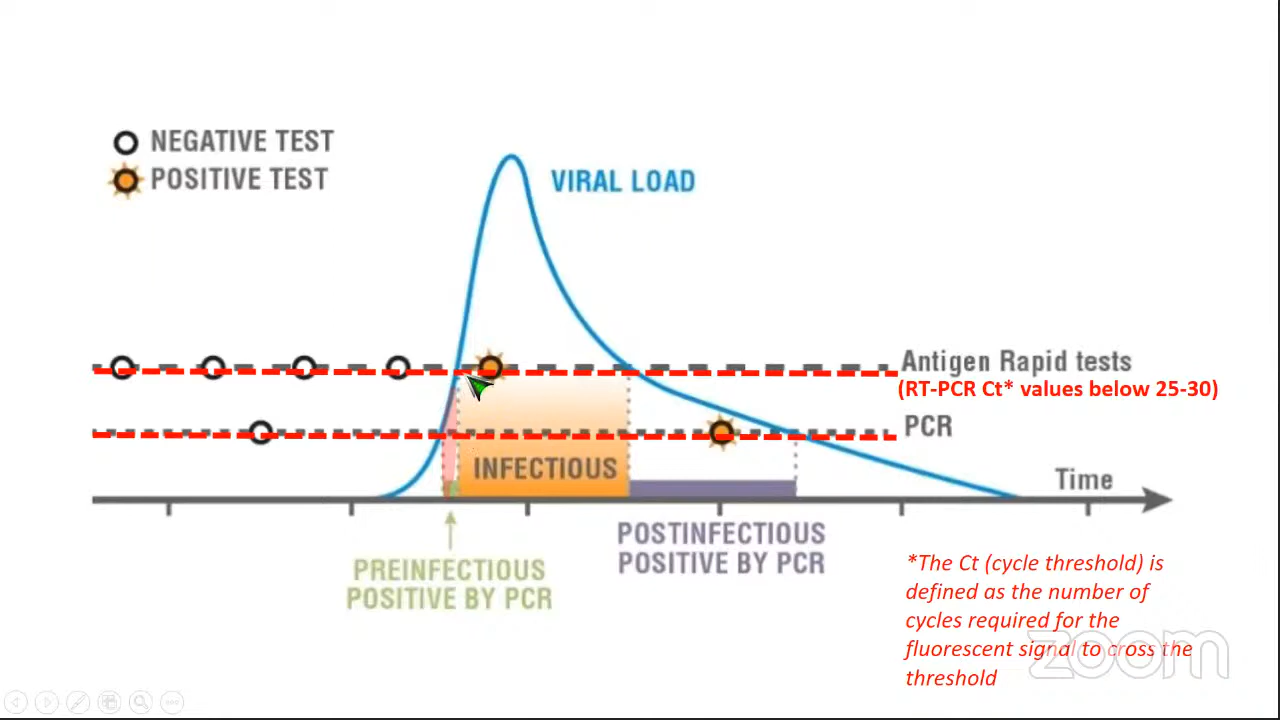 NEGATIVE TEST
POSITIVE TEST
VIRAL LOAD
Antigen Rapid tests
(RT-PCR Ct* values below 25-30)
PCR
INFECTIOUS
Time
PREINFECTIOUS
POSITIVE BY PCR
POSTINFECTIOUS
POSITIVE BY PCR
*The Ct (cycle threshold) is
defined as the number of
cycles required for the
fluorescent signal to cross the
threshold
zoom